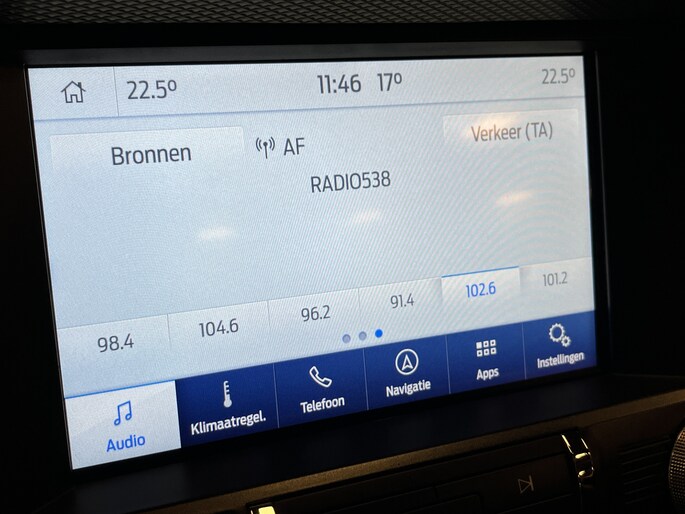 22.5°
11:46 17°
22.5°
Bronnen
AF
Verkeer (TA)
RADIO538
98.4
104.6
96.2
91.4
102.6
101.2
Audio
Klimaatregel.
Telefoon
Navigatie
Apps
Instellingen